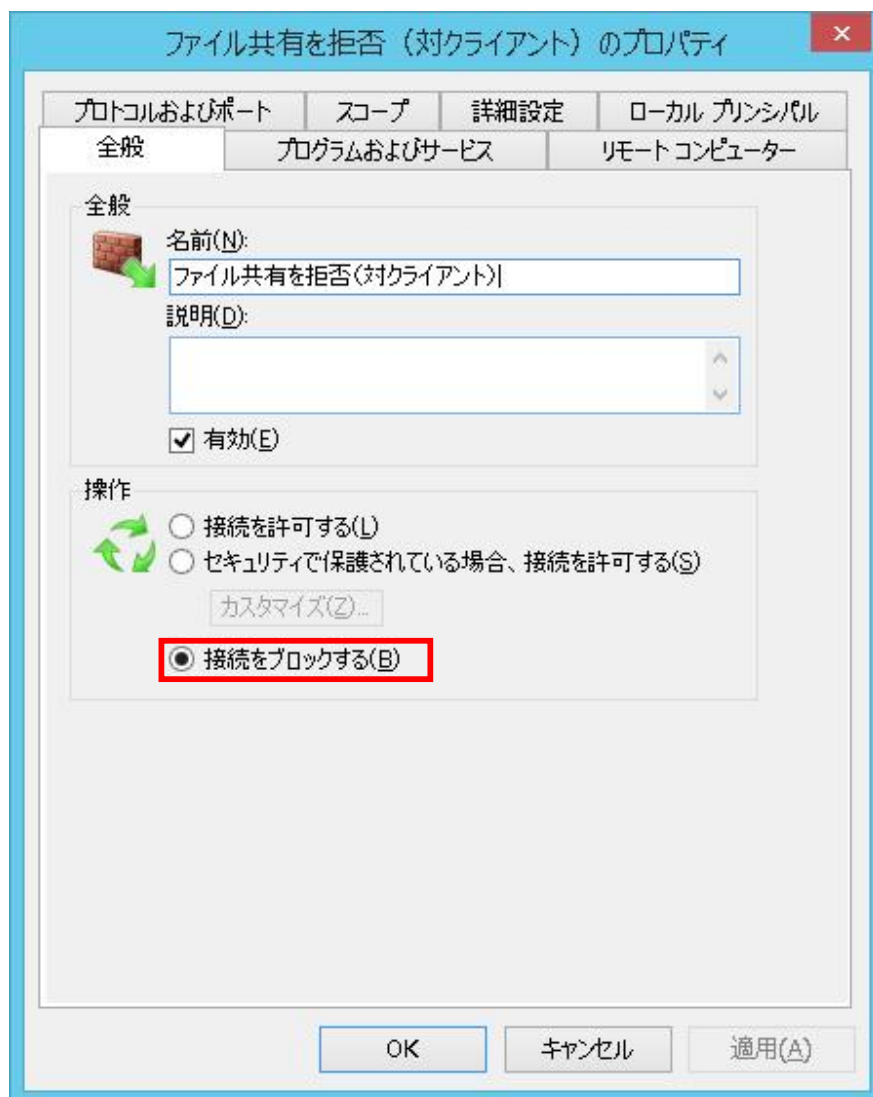 ファイル共有を拒否（対クライアント）のプロパティ
×
プロトコルおよびポート スコープ 詳細設定 ローカル プリンシパル
全般 プログラムおよびサービス リモート コンピューター
全般
名前(N):
ファイル共有を拒否(対クライアント)
説明(D):
有効(E)
操作
接続を許可する(L)
セキュリティで保護されている場合、接続を許可する(S)
カスタマイズ(Z)...
接続をブロックする(B)
OK キャンセル 適用(A)